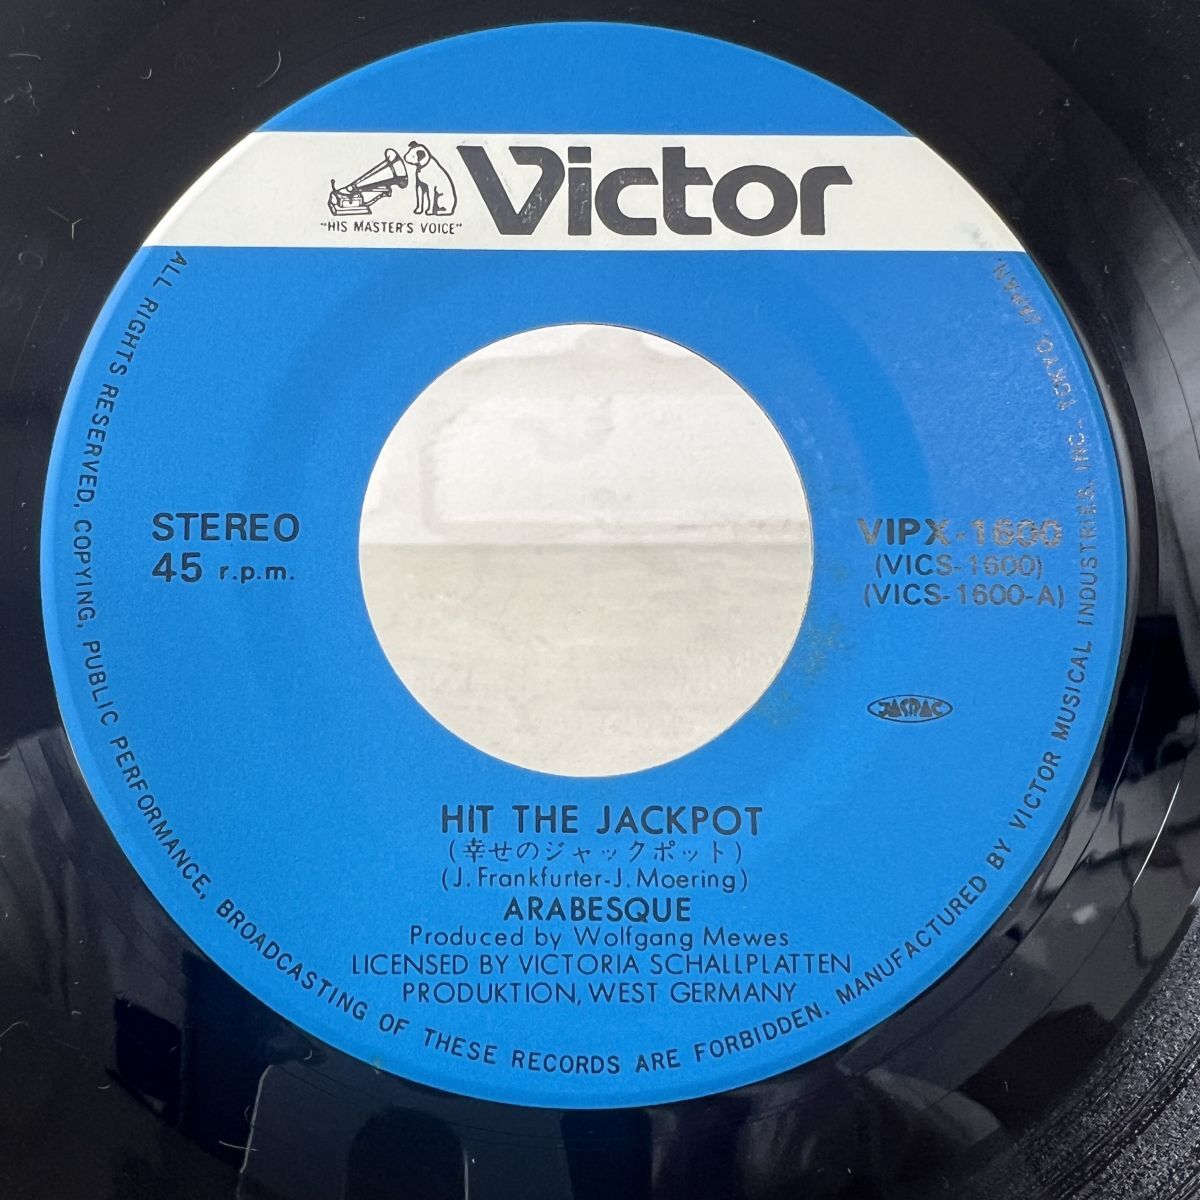 Victor
"HIS MASTER'S VOICE"
STEREO
45 r.p.m.
VIPX-1600
(VICS-1600)
(VICS-1600-A)
JASRAC
HIT THE JACKPOT
(幸せのジャックポット)
(J. Frankfurter-J. Moering)
ARABESQUE
Produced by Wolfgang Mewes
LICENSED BY VICTORIA SCHALLPLATTEN
PRODUKTION, WEST GERMANY
ALL RIGHTS RESERVED. COPYING, PUBLIC PERFORMANCE, BROADCASTING OF THESE RECORDS ARE FORBIDDEN. MANUFACTURED BY VICTOR MUSICAL INDUSTRIES, INC., TOKYO JAPAN.